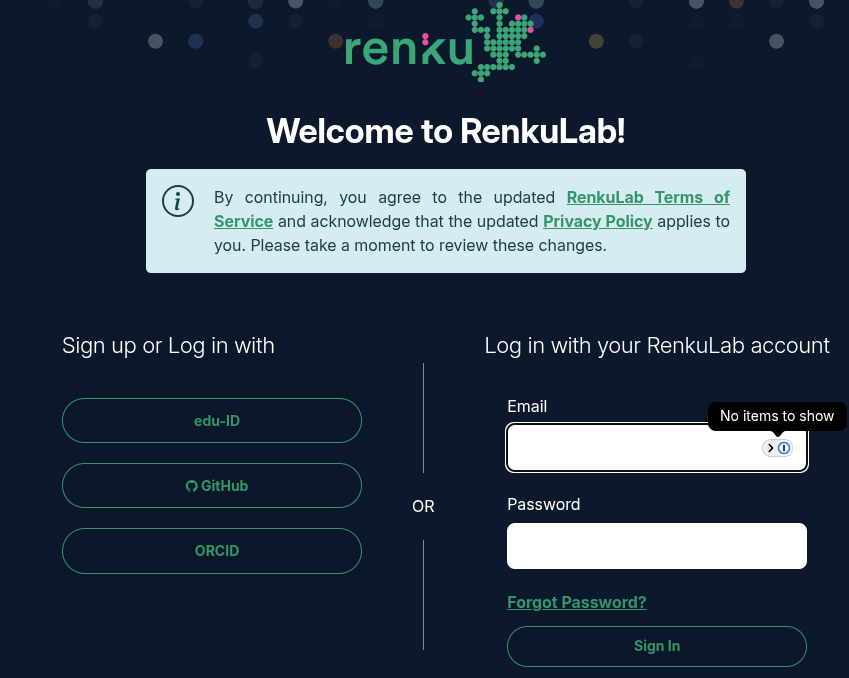 renku
Welcome to RenkuLab!
By continuing, you agree to the updated RenkuLab Terms of
Service and acknowledge that the updated Privacy Policy applies to
you. Please take a moment to review these changes.
Sign up or Log in with
edu-ID
GitHub
ORCID
OR
Log in with your RenkuLab account
Email
No items to show
Password
Forgot Password?
Sign In